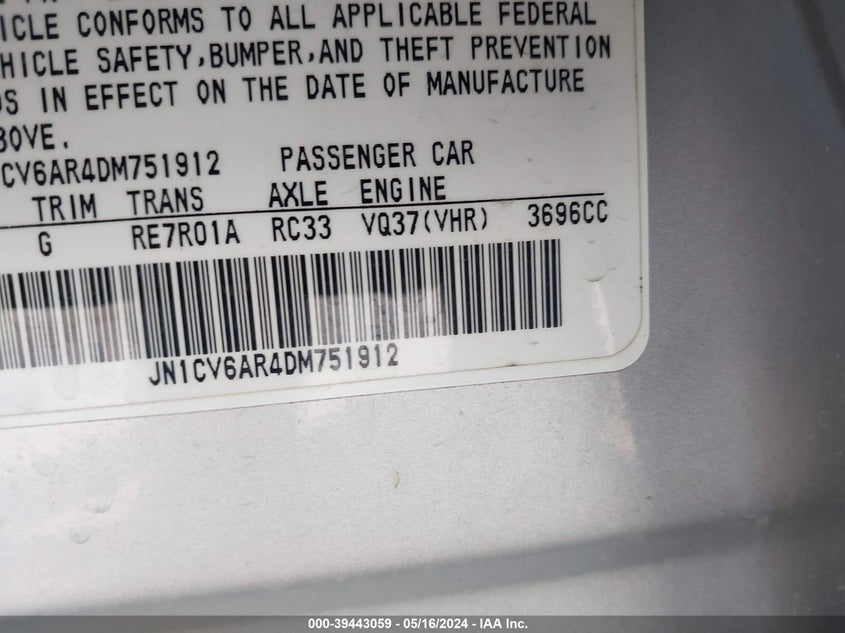 ICLE CONFORMS TO ALL APPLICABLE FEDERAL
HICLE SAFETY,BUMPER,AND THEFT PREVENTION
DS IN EFFECT ON THE DATE OF MANUFACTURE
BOVE.
CV6AR4DM751912 PASSENGER CAR
TRIM TRANS AXLE ENGINE
G RE7R01A RC33 VQ37(VHR) 3696CC
JN1CV6AR4DM751912
000-39443059 - 05/16/2024 - IAA Inc.